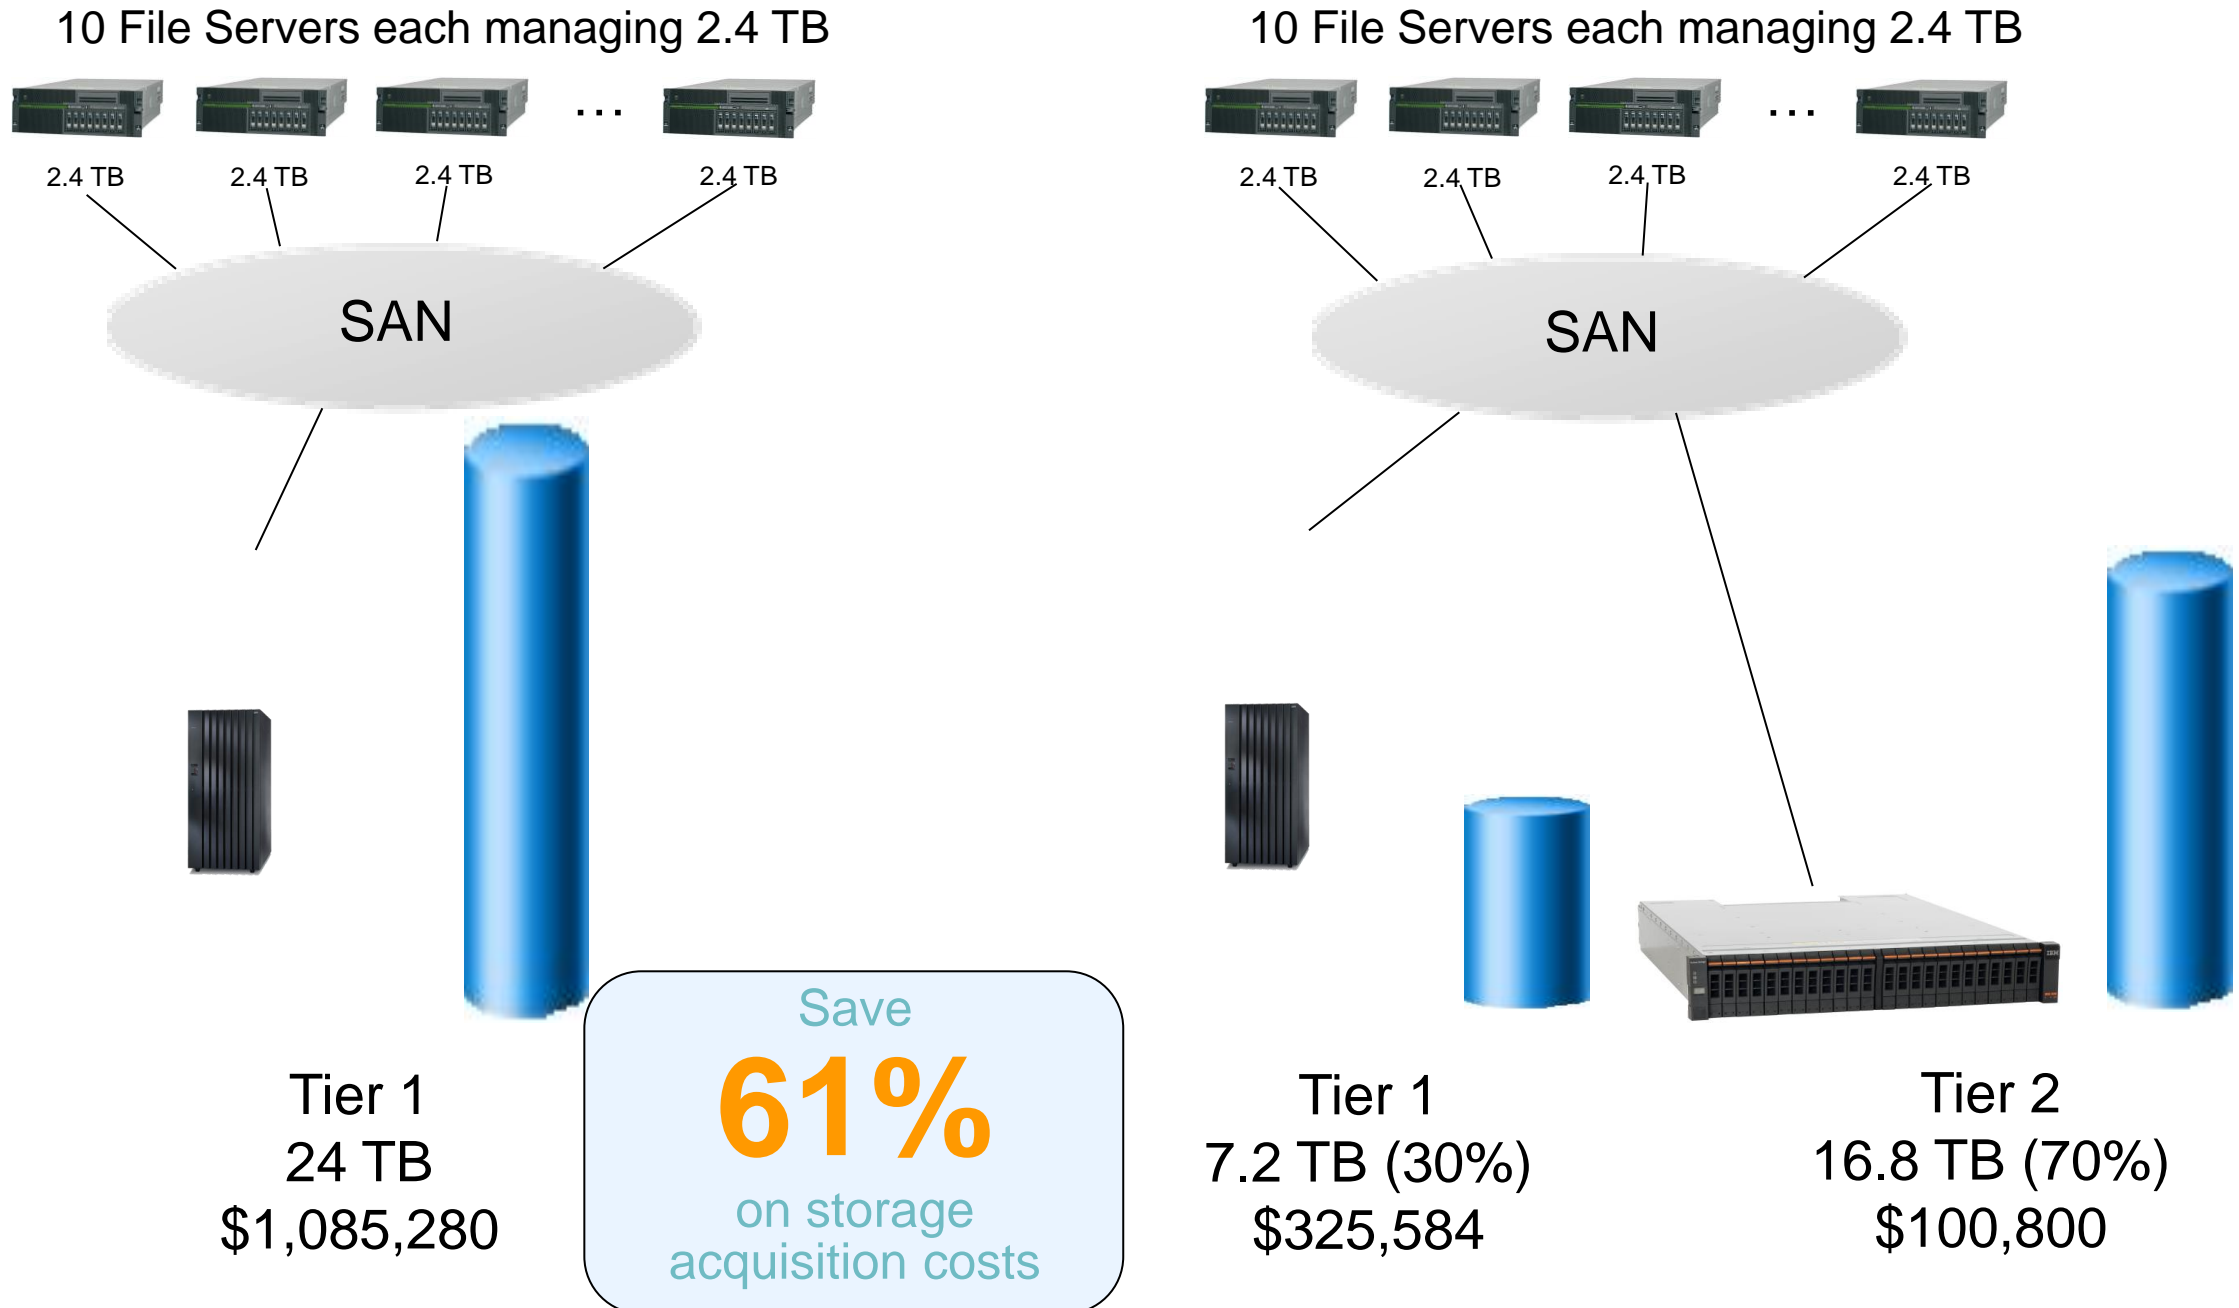 10 File Servers each managing 2.4 TB
…
2.4 TB
2.4 TB
2.4 TB
2.4 TB
SAN
Tier 1
24 TB
$1,085,280
Save
61%
on storage
acquisition costs
10 File Servers each managing 2.4 TB
…
2.4 TB
2.4 TB
2.4 TB
2.4 TB
SAN
IBM
Tier 1
7.2 TB (30%)
$325,584
Tier 2
16.8 TB (70%)
$100,800